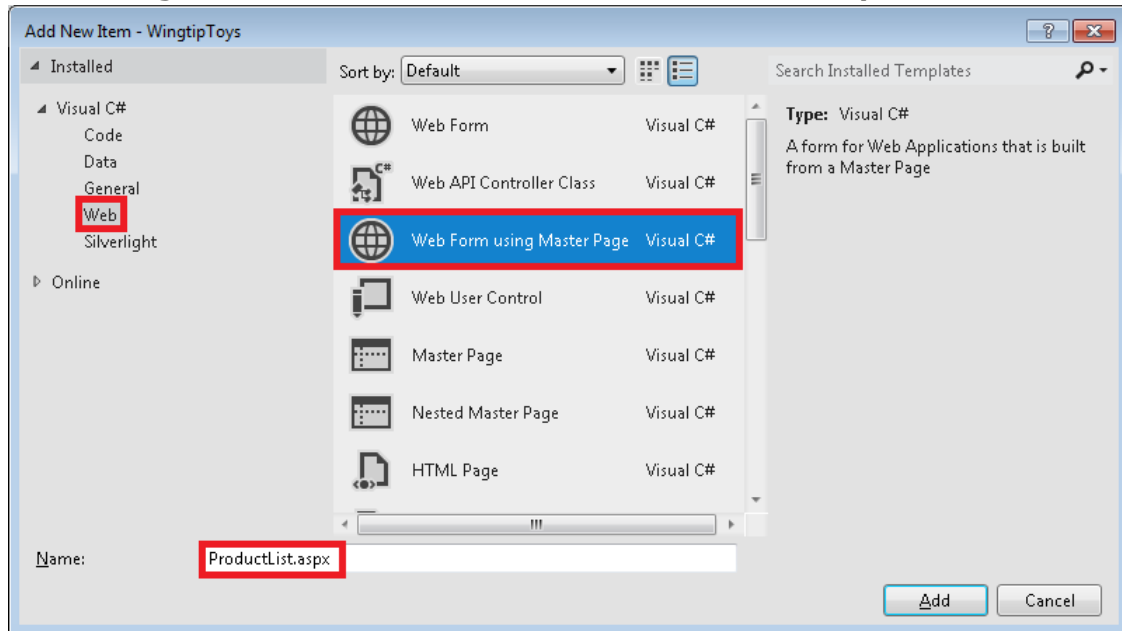 Add New Item - WingtipToys
Installed
Sort by: Default
Search Installed Templates
Visual C#
Code
Data
General
Web
Silverlight
Online
Web Form Visual C#
C#
Web API Controller Class Visual C#
Web Form using Master Page Visual C#
Web User Control Visual C#
Master Page Visual C#
Nested Master Page Visual C#
HTML Page Visual C#
Type: Visual C#
A form for Web Applications that is built
from a Master Page
Name: ProductList.aspx
Add Cancel